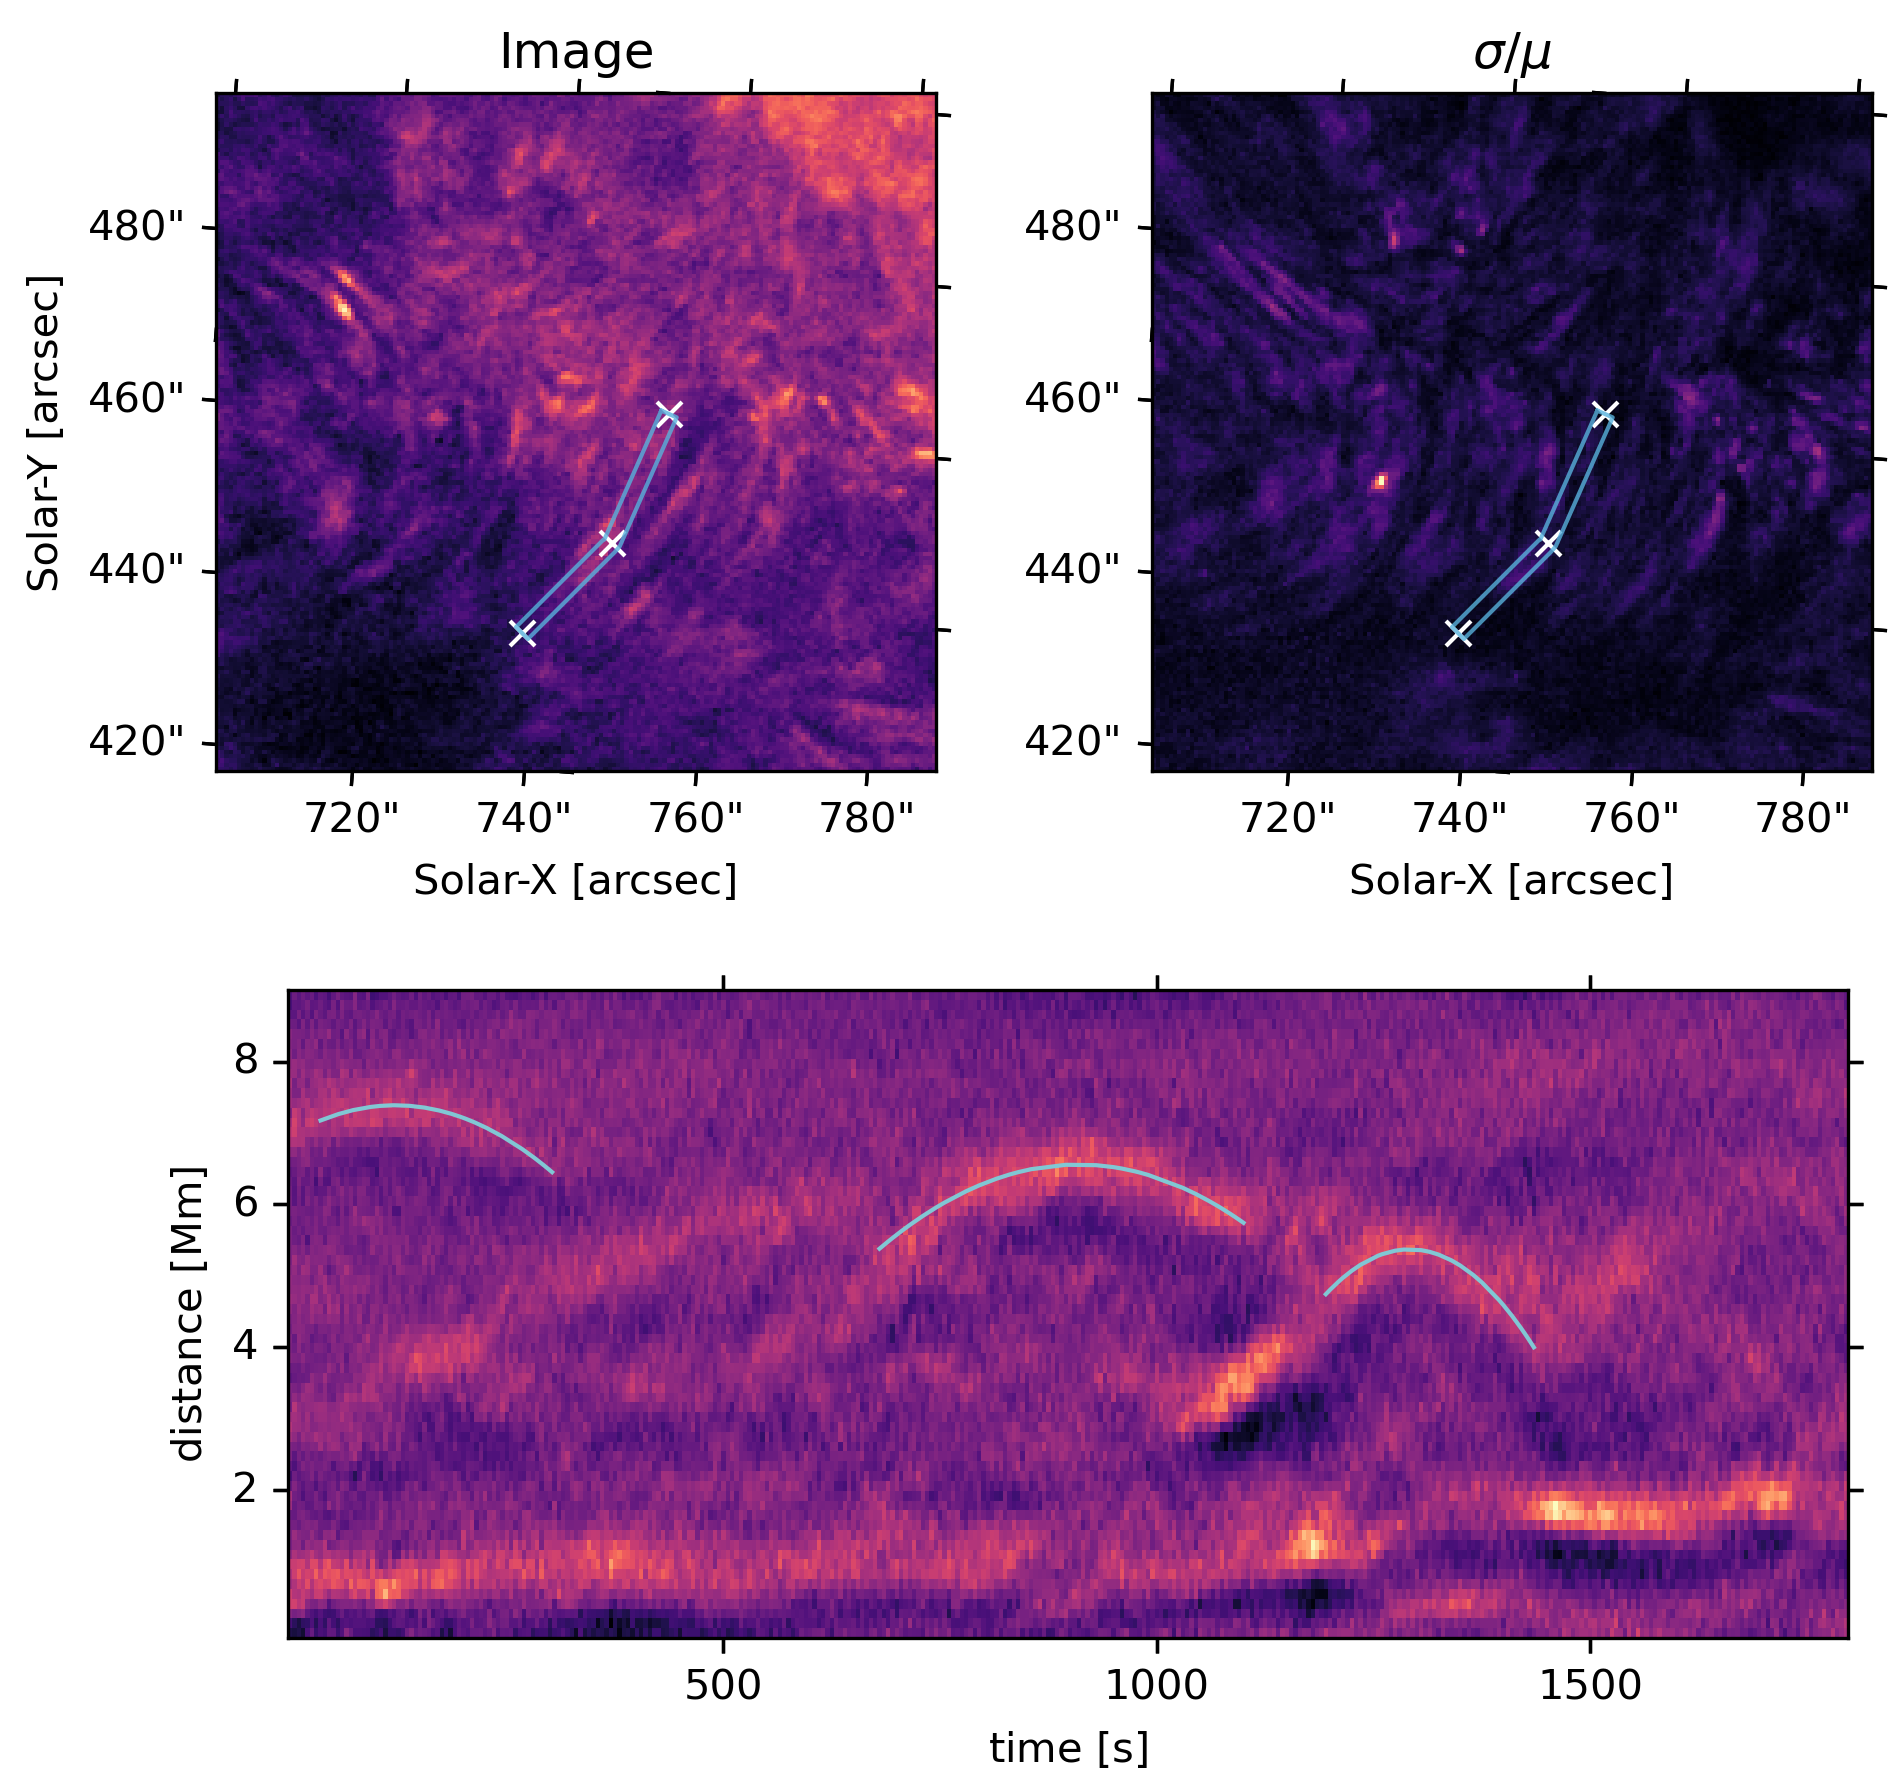 Image
σ/μ
480"
460"
440"
420"
Solar-Y [arcsec]
720" 740" 760" 780"
Solar-X [arcsec]
480"
460"
440"
420"
720" 740" 760" 780"
Solar-X [arcsec]
8
6
4
2
distance [Mm]
500 1000 1500
time [s]